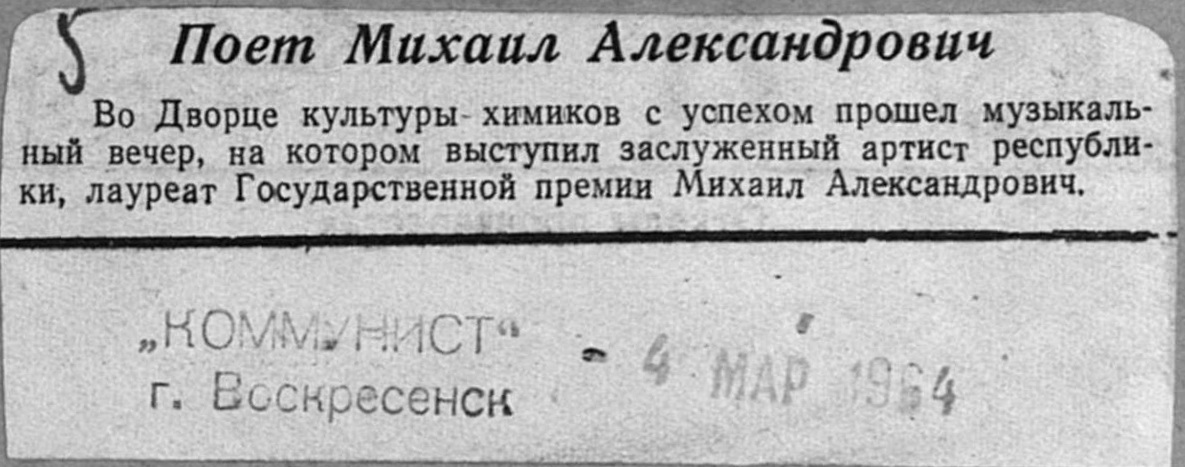 5
Поет Михаил Александрович
Во Дворце культуры химиков с успехом прошел музыкаль-
ный вечер, на котором выступил заслуженный артист республи-
ки, лауреат Государственной премии Михаил Александрович.
„КОММУНИСТ“
г. Воскресенск
- 4 МАР 1964